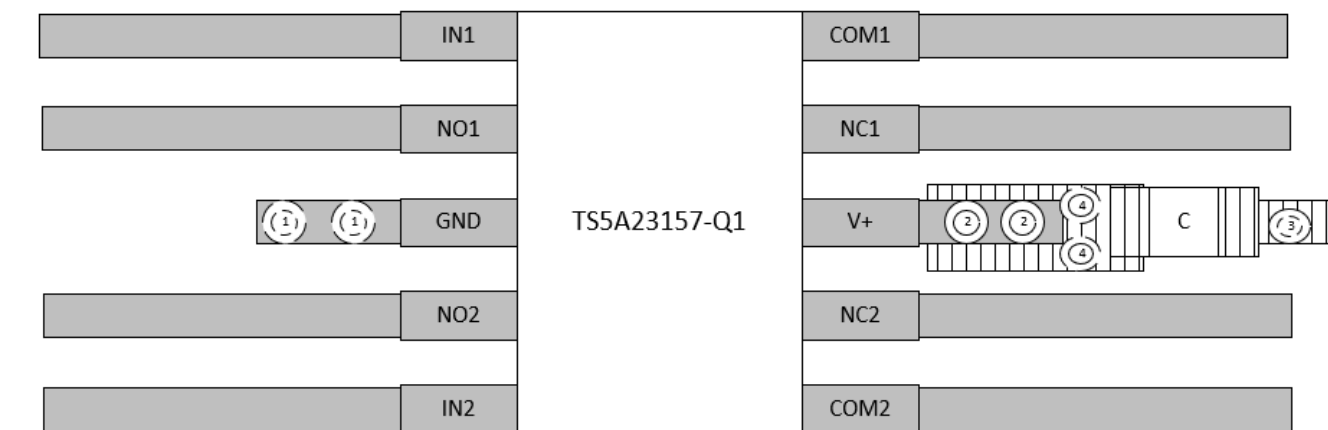 IN1 COM1
NO1 NC1
1 1 GND TS5A23157-Q1 V+ 2 2 4 C 3
4
NO2 NC2
IN2 COM2